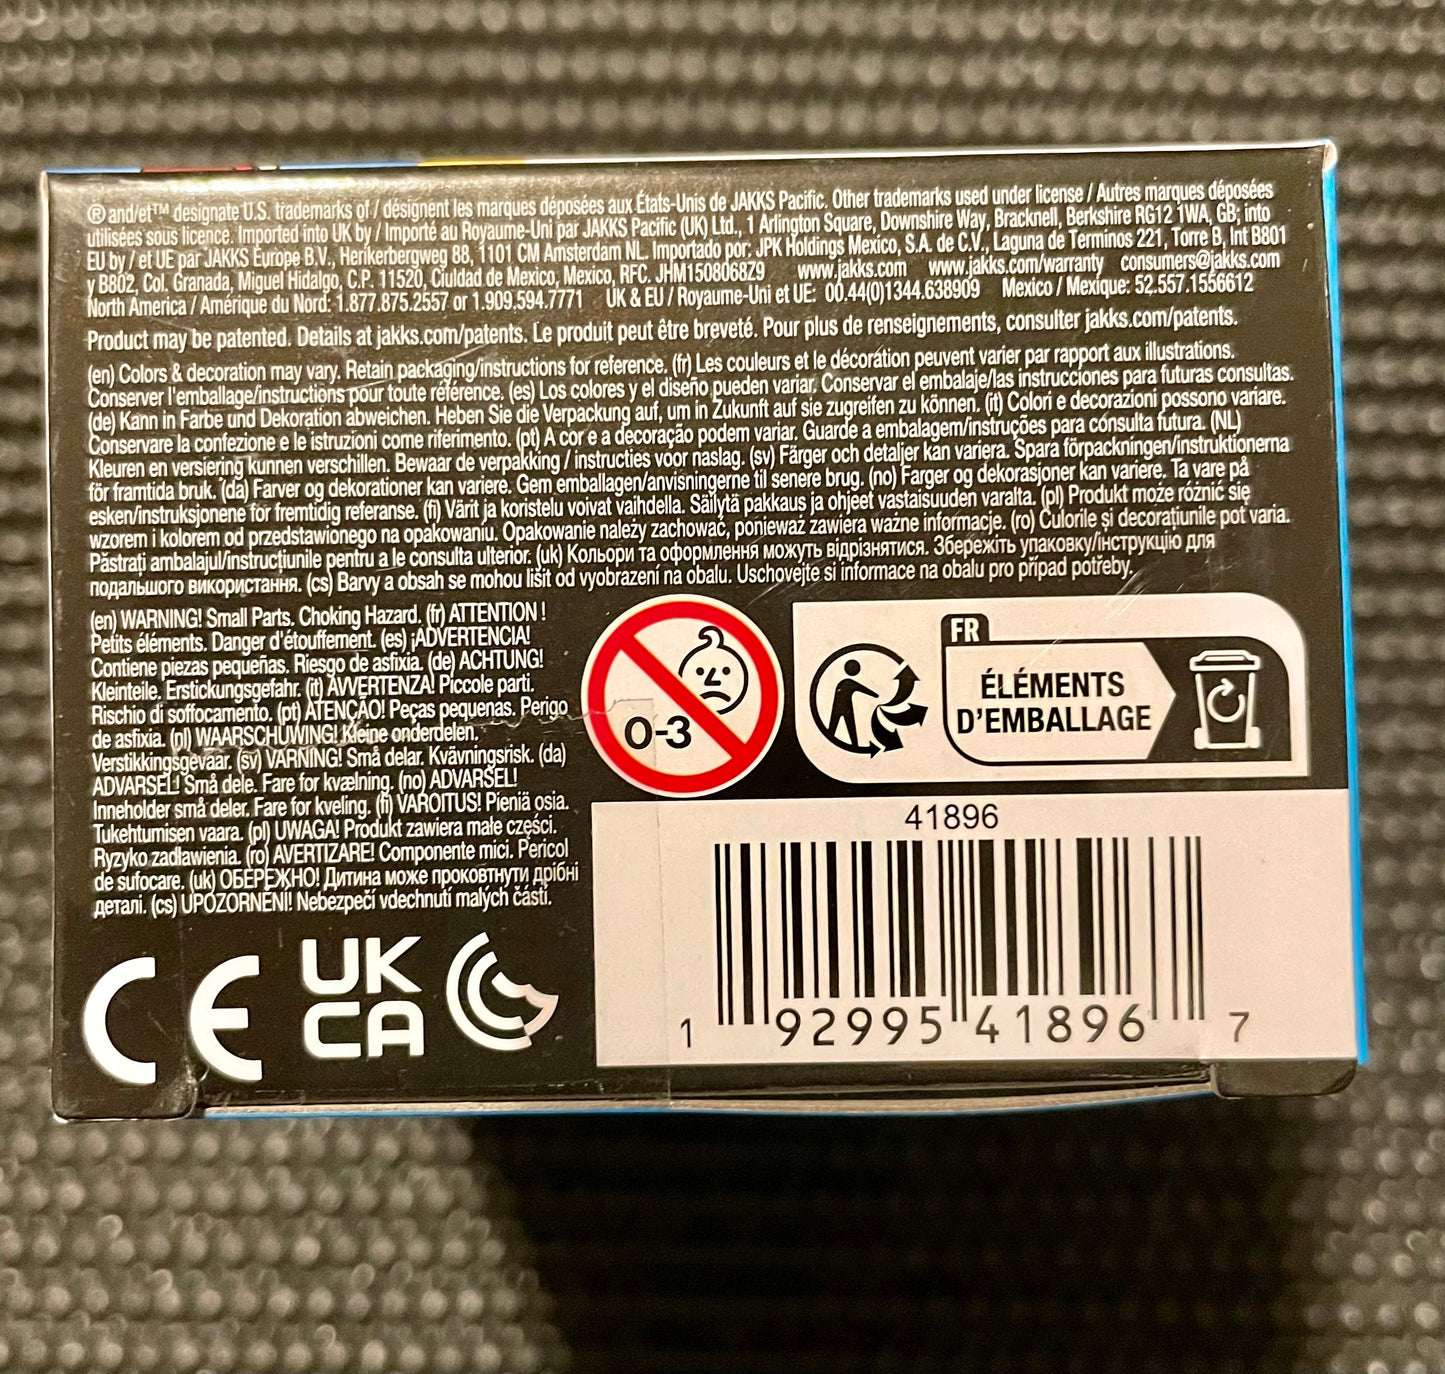 ® and/et™ designate U.S. trademarks of / désignent les marques déposées aux États-Unis de JAKKS Pacific. Other trademarks used under license / Autres marques déposées
utilisées sous licence. Imported into UK by / Importé au Royaume-Uni par JAKKS Pacific (UK) Ltd., 1 Arlington Square, Downshire Way, Bracknell, Berkshire RG12 1WA, GB; into
EU by / et UE par JAKKS Europe B.V., Herikerbergweg 88, 1101 CM Amsterdam NL. Importado por: JPK Holdings Mexico, S.A. de C.V., Laguna de Terminos 221, Torre B, Int B801
y B802, Col. Granada, Miguel Hidalgo, C.P. 11520, Ciuldad de Mexico, Mexico, RFC. JHM1508068Z9 www.jakks.com www.jakks.com/warranty consumers@jakks.com
North America / Amérique du Nord: 1.877.875.2557 or 1.909.594.7771 UK & EU / Royaume-Uni et UE: 00.44(0)1344.638909 Mexico / Mexique: 52.557.1556612
Product may be patented. Details at jakks.com/patents. Le produit peut être breveté. Pour plus de renseignements, consulter jakks.com/patents.
(en) Colors & decoration may vary. Retain packaging/instructions for reference. (fr) Les couleurs et le décoration peuvent varier par rapport aux illustrations.
Conserver l'emballage/instructions pour toute référence. (es) Los colores y el diseño pueden variar. Conservar el embalaje/las instrucciones para futuras consultas.
(de) Kann in Farbe und Dekoration abweichen. Heben Sie die Verpackung auf, um in Zukunft auf sie zugreifen zu können. (it) Colori e decorazioni possono variare.
Conservare la confezione e le istruzioni come riferimento. (pt) A cor e a decoração podem variar. Guarde a embalagem/instruções para consulta futura. (NL)
Kleuren en versiering kunnen verschillen. Bewaar de verpakking / instructies voor naslag. (sv) Färger och detaljer kan variera. Spara förpackningen/instruktionerna
för framtida bruk. (da) Farver og dekorationer kan variere. Gem emballagen/anvisningerne til senere brug. (no) Farger og dekorasjoner kan variere. Ta vare på
esken/instruksjonene for fremtidig referanse. (fi) Värit ja koristelu voivat vaihdella. Säilytä pakkaus ja ohjeet vastaisuuden varalta. (pl) Produkt może różnić się
wzorem i kolorem od przedstawionego na opakowaniu. Opakowanie należy zachować, ponieważ zawiera ważne informacje. (ro) Culorile și decorațiunile pot varia.
Păstrați ambalajul/instrucțiunile pentru a le consulta ulterior. (uk) Кольори та оформлення можуть відрізнятися. Збережіть упаковку/інструкцію для
подальшого використання. (cs) Barvy a obsah se mohou lišit od vyobrazení na obalu. Uschovejte si informace na obalu pro případ potřeby.
(en) WARNING! Small Parts. Choking Hazard. (fr) ATTENTION !
Petits éléments. Danger d'étouffement. (es) ¡ADVERTENCIA!
Contiene piezas pequeñas. Riesgo de asfixia. (de) ACHTUNG!
Kleinteile. Erstickungsgefahr. (it) AVVERTENZA! Piccole parti.
Rischio di soffocamento. (pt) ATENÇÃO! Peças pequenas. Perigo
de asfixia. (nl) WAARSCHUWING! Kleine onderdelen.
Verstikkingsgevaar. (sv) VARNING! Små delar. Kvävningsrisk. (da)
ADVARSEL! Små dele. Fare for kvælning. (no) ADVARSEL!
Inneholder små deler. Fare for kveling. (fi) VAROITUS! Pieniä osia.
Tukehtumisen vaara. (pl) UWAGA! Produkt zawiera małe części.
Ryzyko zadławienia. (ro) AVERTIZARE! Componente mici. Pericol
de sufocare. (uk) ОБЕРЕЖНО! Дитина може проковтнути дрібні
деталі. (cs) UPOZORNĚNÍ! Nebezpečí vdechnutí malých částí.
0-3
FR
ÉLÉMENTS
D'EMBALLAGE
CE
UK
CA
41896
1 92995 41896 7